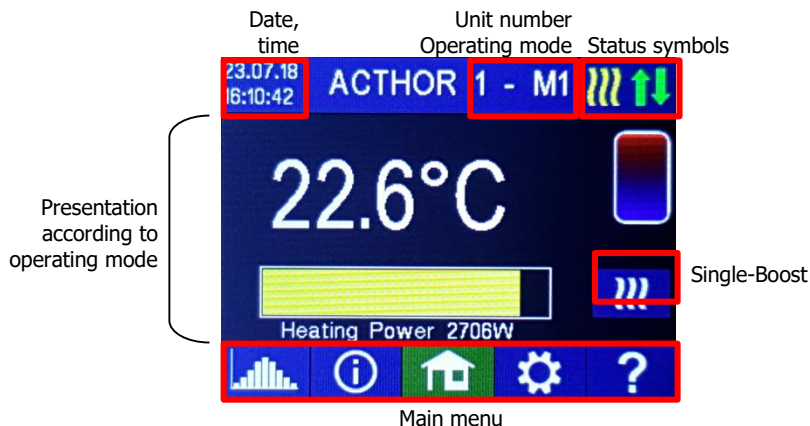 Date,
time
Unit number
Operating mode
Status symbols
23.07.18
16:10:42
ACTHOR 1 - M1
Presentation
according to
operating mode
22.6°C
Single-Boost
Heating Power 2706W
?
Main menu